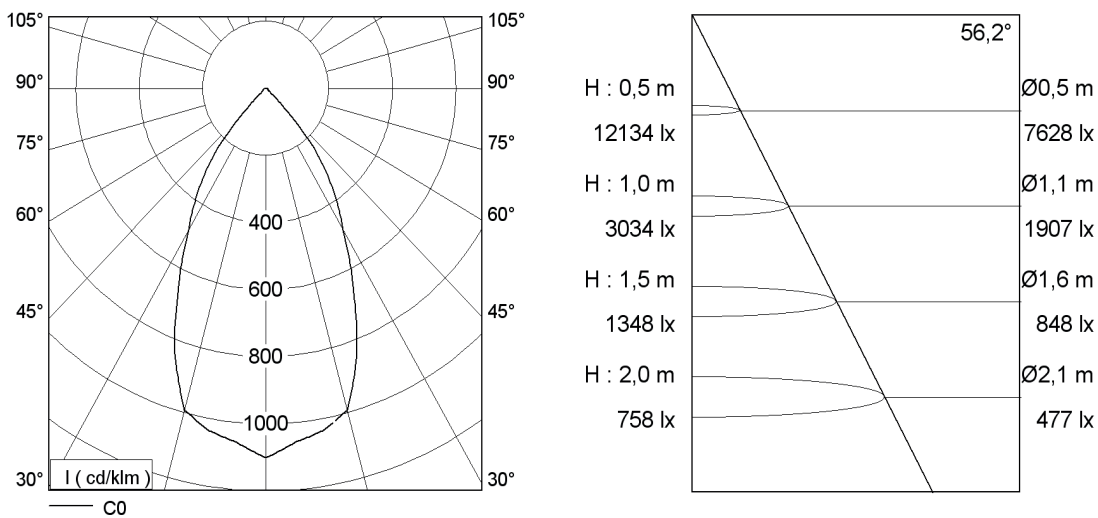 105° 105°
90° 90°
75° 75°
60° 60°
45° 45°
30° 30°
400
600
800
1000
I ( cd/klm )
C0
56,2°
H : 0,5 m Ø0,5 m
12134 lx 7628 lx
H : 1,0 m Ø1,1 m
3034 lx 1907 lx
H : 1,5 m Ø1,6 m
1348 lx 848 lx
H : 2,0 m Ø2,1 m
758 lx 477 lx